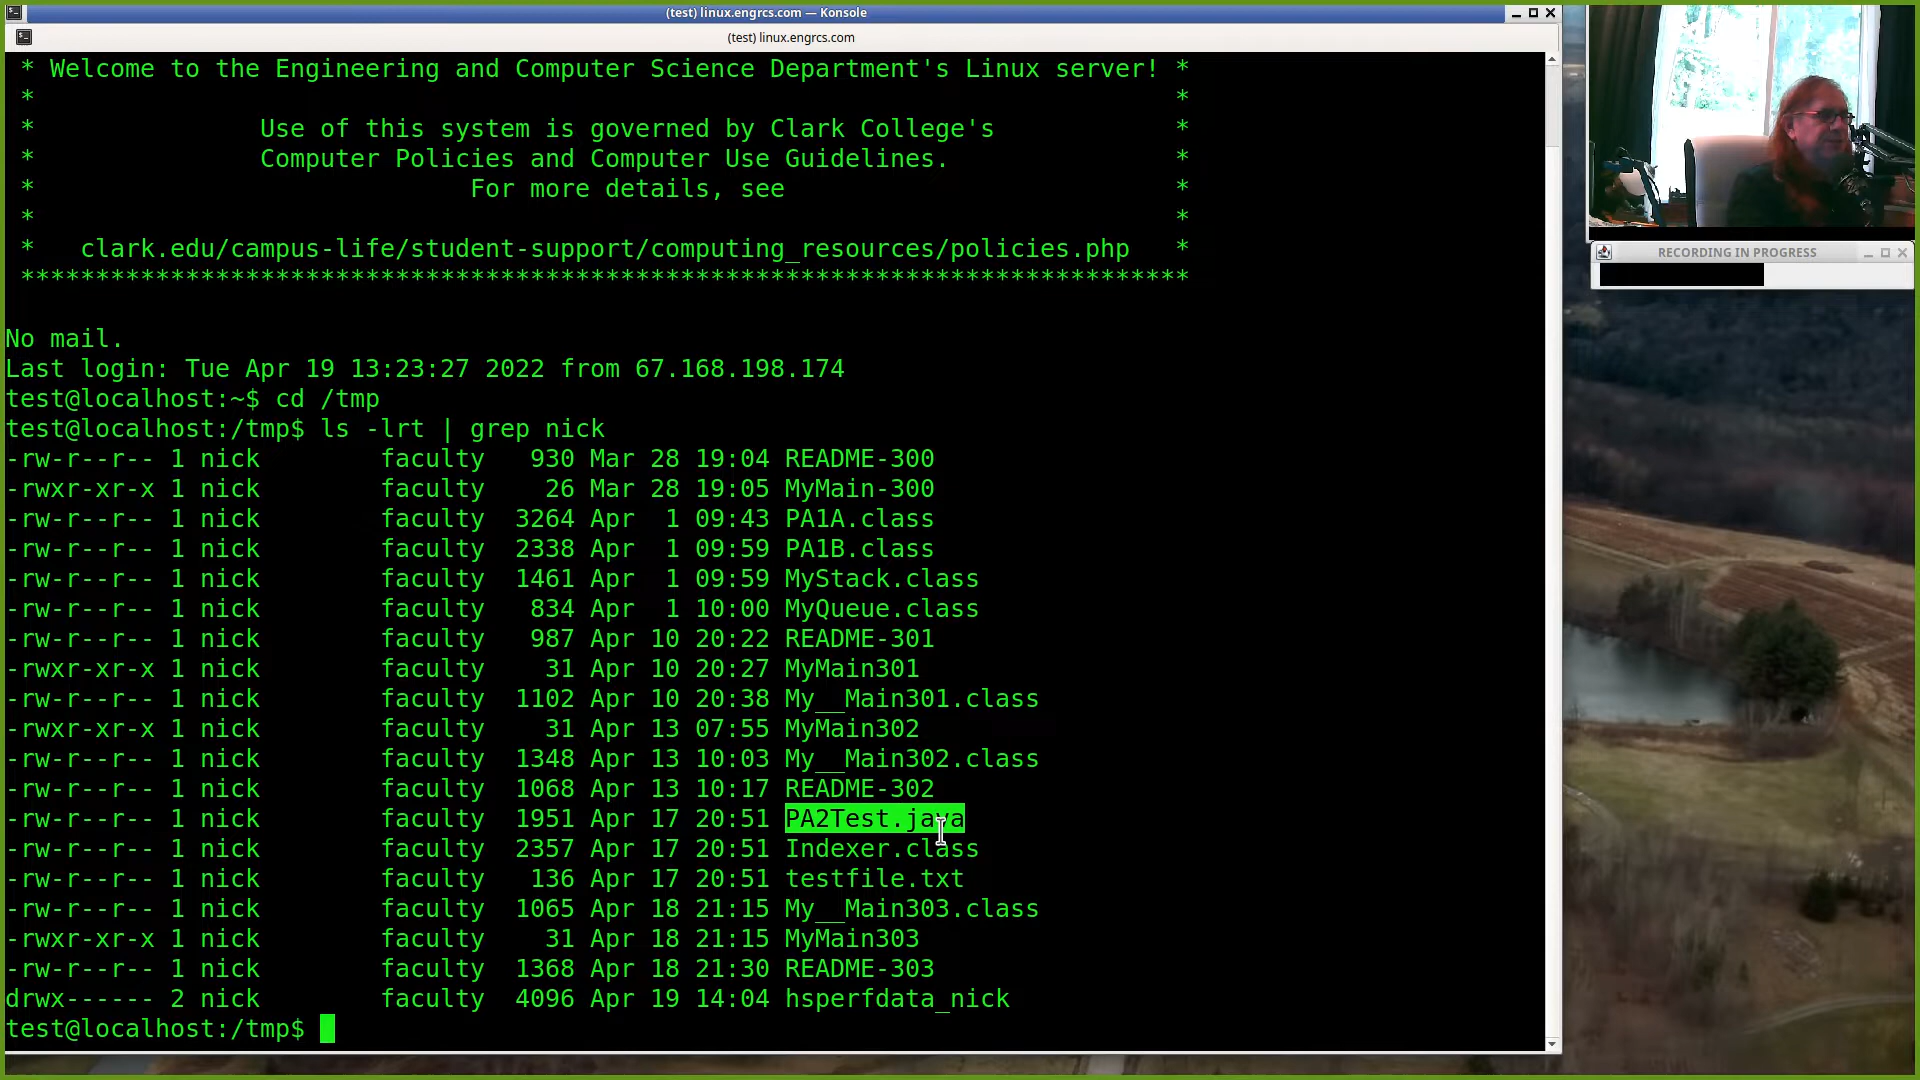 (test) linux.engrcs.com — Konsole
(test) linux.engrcs.com
* Welcome to the Engineering and Computer Science Department's Linux server! *
* *
* Use of this system is governed by Clark College's *
* Computer Policies and Computer Use Guidelines. *
* For more details, see *
* *
* clark.edu/campus-life/student-support/computing_resources/policies.php *
******************************************************************************
No mail.
Last login: Tue Apr 19 13:23:27 2022 from 67.168.198.174
test@localhost:~$ cd /tmp
test@localhost:/tmp$ ls -lrt | grep nick
-rw-r--r-- 1 nick faculty 930 Mar 28 19:04 README-300
-rwxr-xr-x 1 nick faculty 26 Mar 28 19:05 MyMain-300
-rw-r--r-- 1 nick faculty 3264 Apr 1 09:43 PA1A.class
-rw-r--r-- 1 nick faculty 2338 Apr 1 09:59 PA1B.class
-rw-r--r-- 1 nick faculty 1461 Apr 1 09:59 MyStack.class
-rw-r--r-- 1 nick faculty 834 Apr 1 10:00 MyQueue.class
-rw-r--r-- 1 nick faculty 987 Apr 10 20:22 README-301
-rwxr-xr-x 1 nick faculty 31 Apr 10 20:27 MyMain301
-rw-r--r-- 1 nick faculty 1102 Apr 10 20:38 My__Main301.class
-rwxr-xr-x 1 nick faculty 31 Apr 13 07:55 MyMain302
-rw-r--r-- 1 nick faculty 1348 Apr 13 10:03 My__Main302.class
-rw-r--r-- 1 nick faculty 1068 Apr 13 10:17 README-302
-rw-r--r-- 1 nick faculty 1951 Apr 17 20:51 PA2Test.java
-rw-r--r-- 1 nick faculty 2357 Apr 17 20:51 Indexer.class
-rw-r--r-- 1 nick faculty 136 Apr 17 20:51 testfile.txt
-rw-r--r-- 1 nick faculty 1065 Apr 18 21:15 My__Main303.class
-rwxr-xr-x 1 nick faculty 31 Apr 18 21:15 MyMain303
-rw-r--r-- 1 nick faculty 1368 Apr 18 21:30 README-303
drwx------ 2 nick faculty 4096 Apr 19 14:04 hsperfdata_nick
test@localhost:/tmp$
RECORDING IN PROGRESS